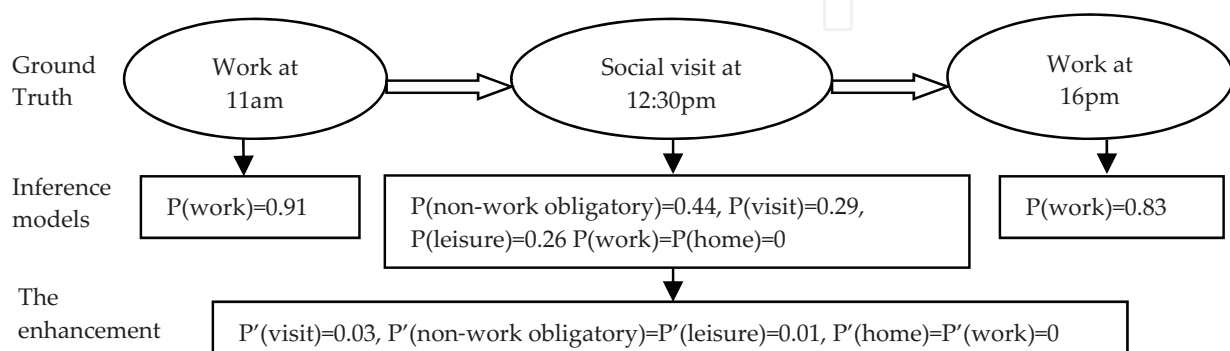 Ground
Truth
Work at
11am
Social visit at
12:30pm
Work at
16pm
Inference
models
P(work)=0.91
P(non-work obligatory)=0.44, P(visit)=0.29,
P(leisure)=0.26 P(work)=P(home)=0
P(work)=0.83
The
enhancement
P'(visit)=0.03, P'(non-work obligatory)=P'(leisure)=0.01, P'(home)=P'(work)=0